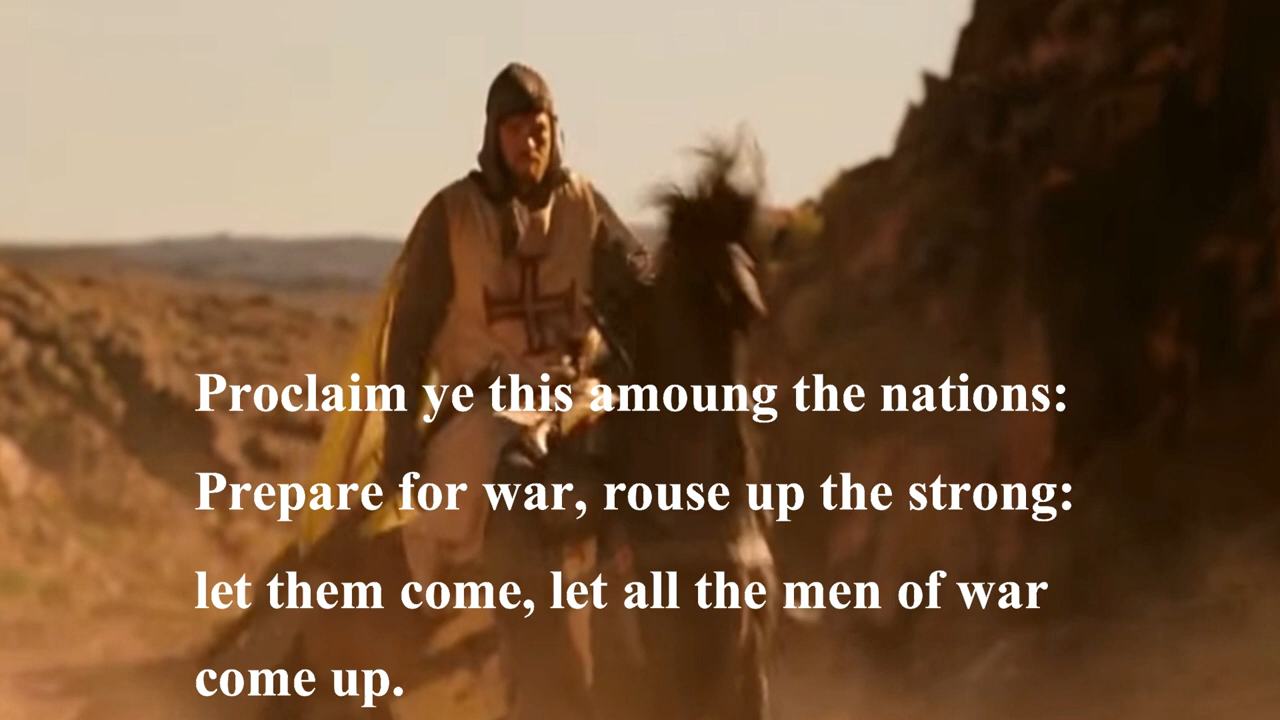 Proclaim ye this amoung the nations:
Prepare for war, rouse up the strong:
let them come, let all the men of war
come up.